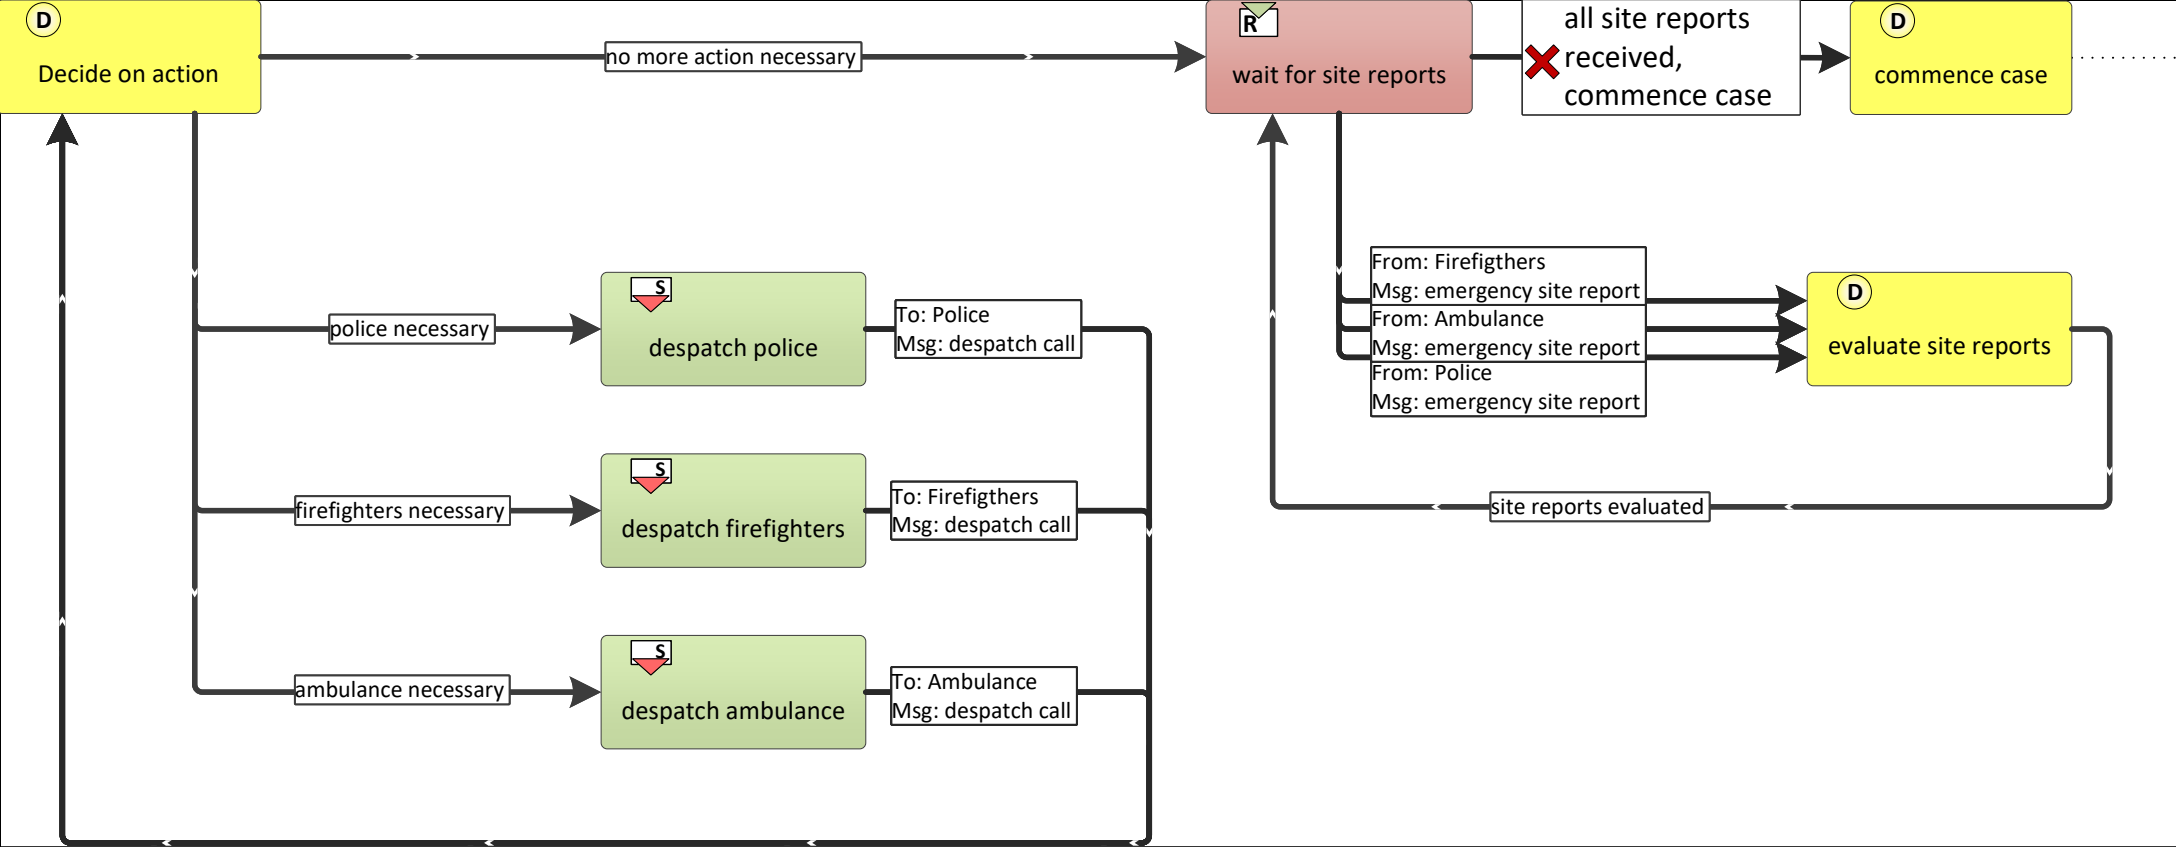 D
Decide on action
no more action necessary
R
wait for site reports
all site reports
received,
commence case
D
commence case
From: Firefigthers
Msg: emergency site report
From: Ambulance
Msg: emergency site report
From: Police
Msg: emergency site report
D
evaluate site reports
site reports evaluated
police necessary
S
despatch police
To: Police
Msg: despatch call
firefighters necessary
S
despatch firefighters
To: Firefigthers
Msg: despatch call
ambulance necessary
S
despatch ambulance
To: Ambulance
Msg: despatch call